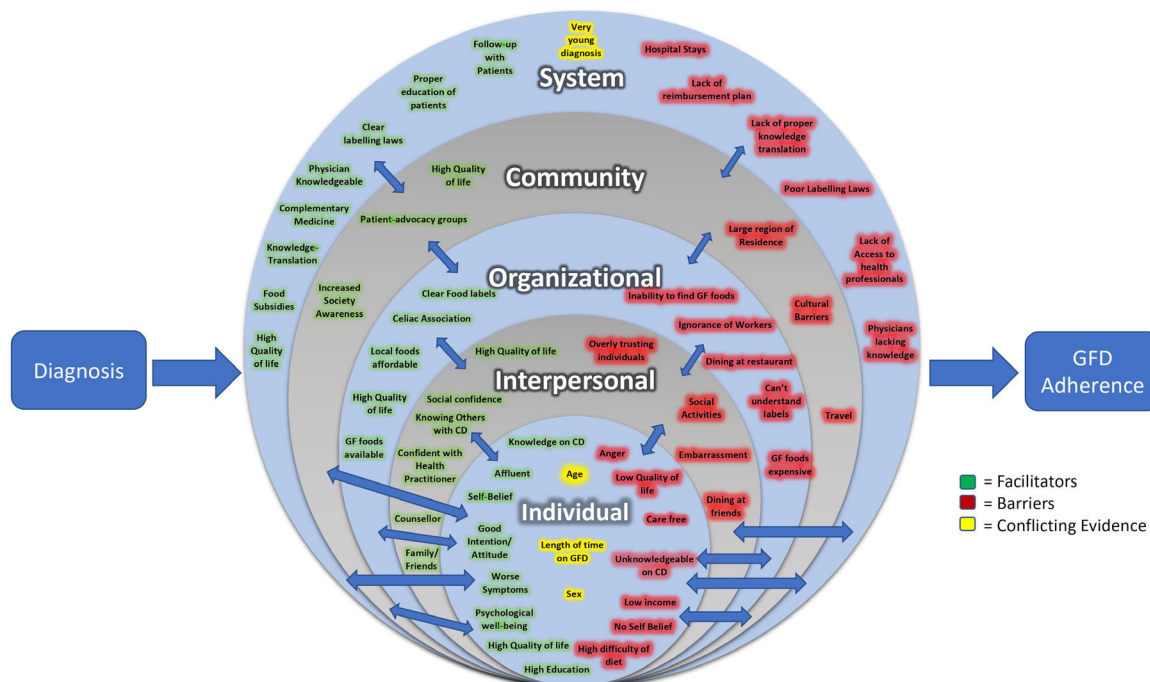 Very
young
diagnosis
Follow-up
with
Patients
Hospital Stays
System
Proper
education of
patients
Lack of
reimbursement plan
Clear
labelling laws
Lack of proper
knowledge
translation
Physician
Knowledgeable
High Quality
of life
Community
Poor Labelling Laws
Complementary
Medicine
Patient-advocacy groups
Large region of
Residence
Knowledge-
Translation
Lack of
Access to
health
professionals
Organizational
Food
Subsidies
Increased
Society
Awareness
Clear Food labels
Inability to find GF foods
Cultural
Barriers
Celiac Association
Ignorance of Workers
High
Quality
of life
Physicians
lacking
knowledge
Local foods
affordable
High Quality of life
Overly trusting
individuals
Dining at restaurant
Diagnosis
Interpersonal
GFD
Adherence
High Quality
of life
Social confidence
Can't
understand
labels
Knowing Others
with CD
Social
Activities
Travel
GF foods
available
Confident with
Health
Practitioner
Knowledge on CD
Anger
Embarrassment
GF foods
expensive
Affluent
Age
Low Quality of
life
Self-Belief
Individual
Dining at
friends
Counsellor
Care free
Good
Intention/
Attitude
Length of time
on GFD
Family/
Friends
Unknowledgeable
on CD
Worse
Symptoms
Sex
Low income
Psychological
well-being
No Self Belief
High Quality of life
High difficulty of
diet
High Education
= Facilitators
= Barriers
= Conflicting Evidence